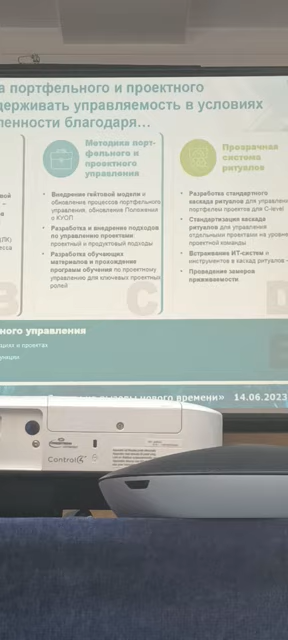 а портфельного и проектного
держивать управляемость в условиях
ленности благодаря...
Методика порт-
фельного и
проектного
управления
Прозрачная
система
ритуалов
Внедрение гейтовой модели и
обновление процессов портфельного
управления, обновление Положения
о КУОП
Разработка и внедрение подходов
по управлению проектами:
проектный и продуктовый подходы
Разработка обучающих
материалов и прохождение
программ обучения по проектному
управлению для ключевых проектных
ролей
Разработка стандартного
каскада ритуалов для управления
портфелем проектов для C-level
Стандартизация каскада
ритуалов для управления
отдельными проектами на уровне
проектной команды
Встраивание ИТ-систем и
инструментов в каскад ритуалов
Проведение замеров
приживаемости
B
C
D
ного управления
нового времени» 14.06.2023
Control4